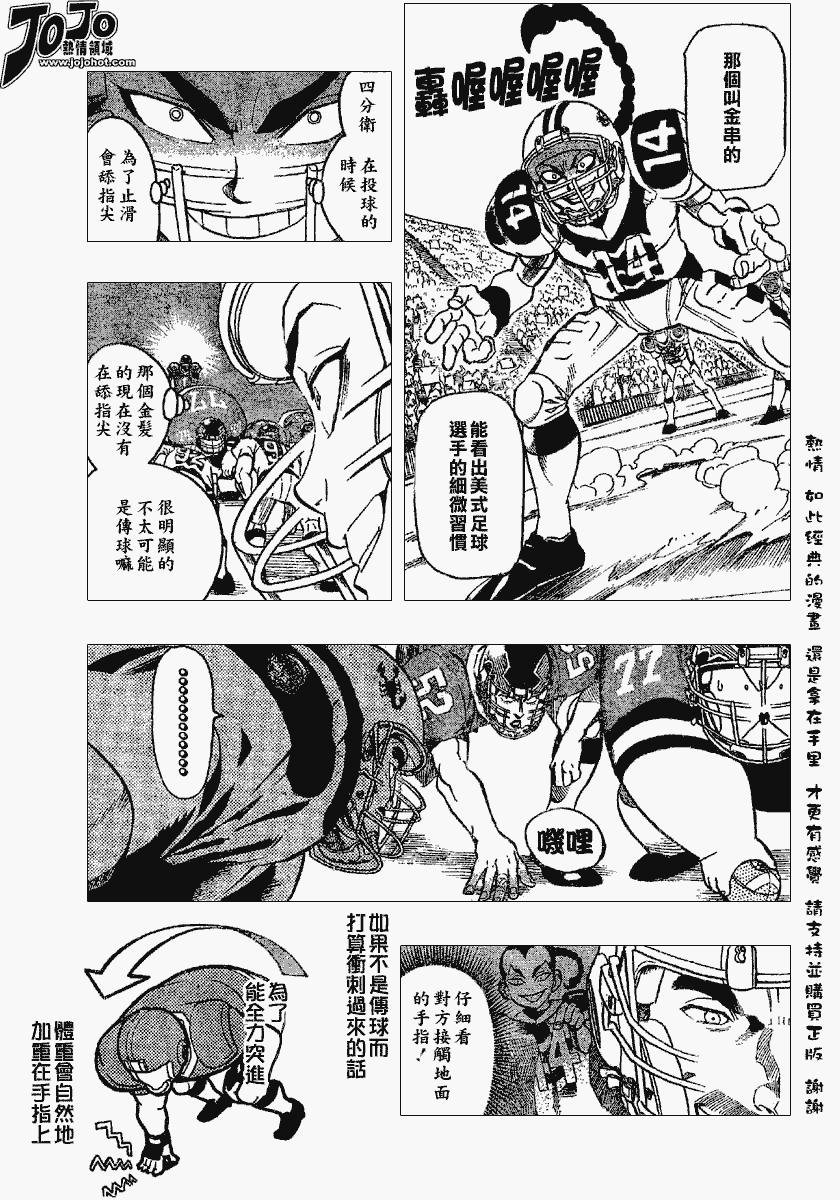 JOJO
熱情領域
www.jojohot.com
那個叫金串的
轟喔喔喔喔
14
14
14
能看出美式足球
選手的細微習慣
四分衛 在投球的
時候
為了止滑
會舔指尖
那個金髮
的現在沒有
在舔指尖
很明顯的
不太可能
是傳球嘛
77
77
52
嘰哩
…………
仔細看
對方接觸地面
的手指!
14
如果不是傳球而
打算衝刺過來的話
為了
能全力突進
體重會自然地
加重在手指上
熱情 如此經典的漫畫 還是拿在手里 才更有感覺 請支持並購買正版 謝謝